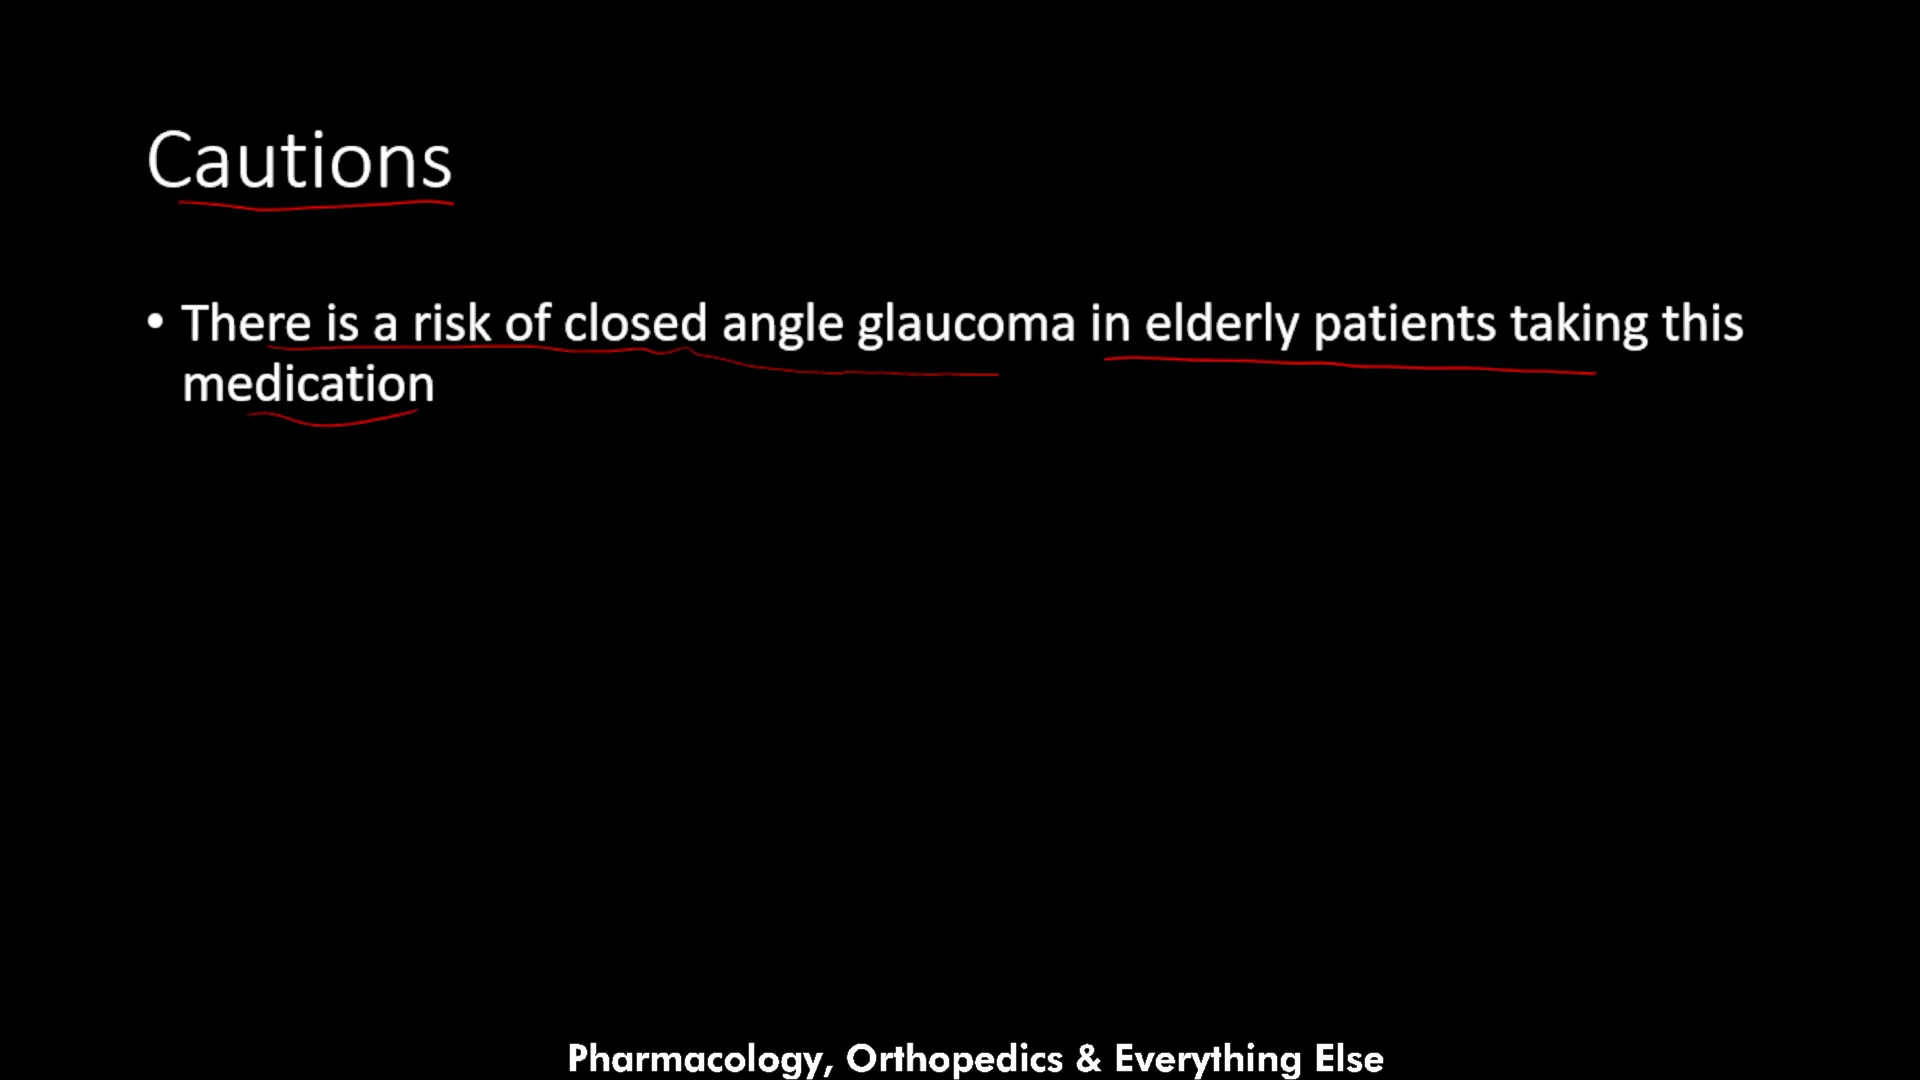 Cautions
• There is a risk of closed angle glaucoma in elderly patients taking this
medication
Pharmacology, Orthopedics & Everything Else